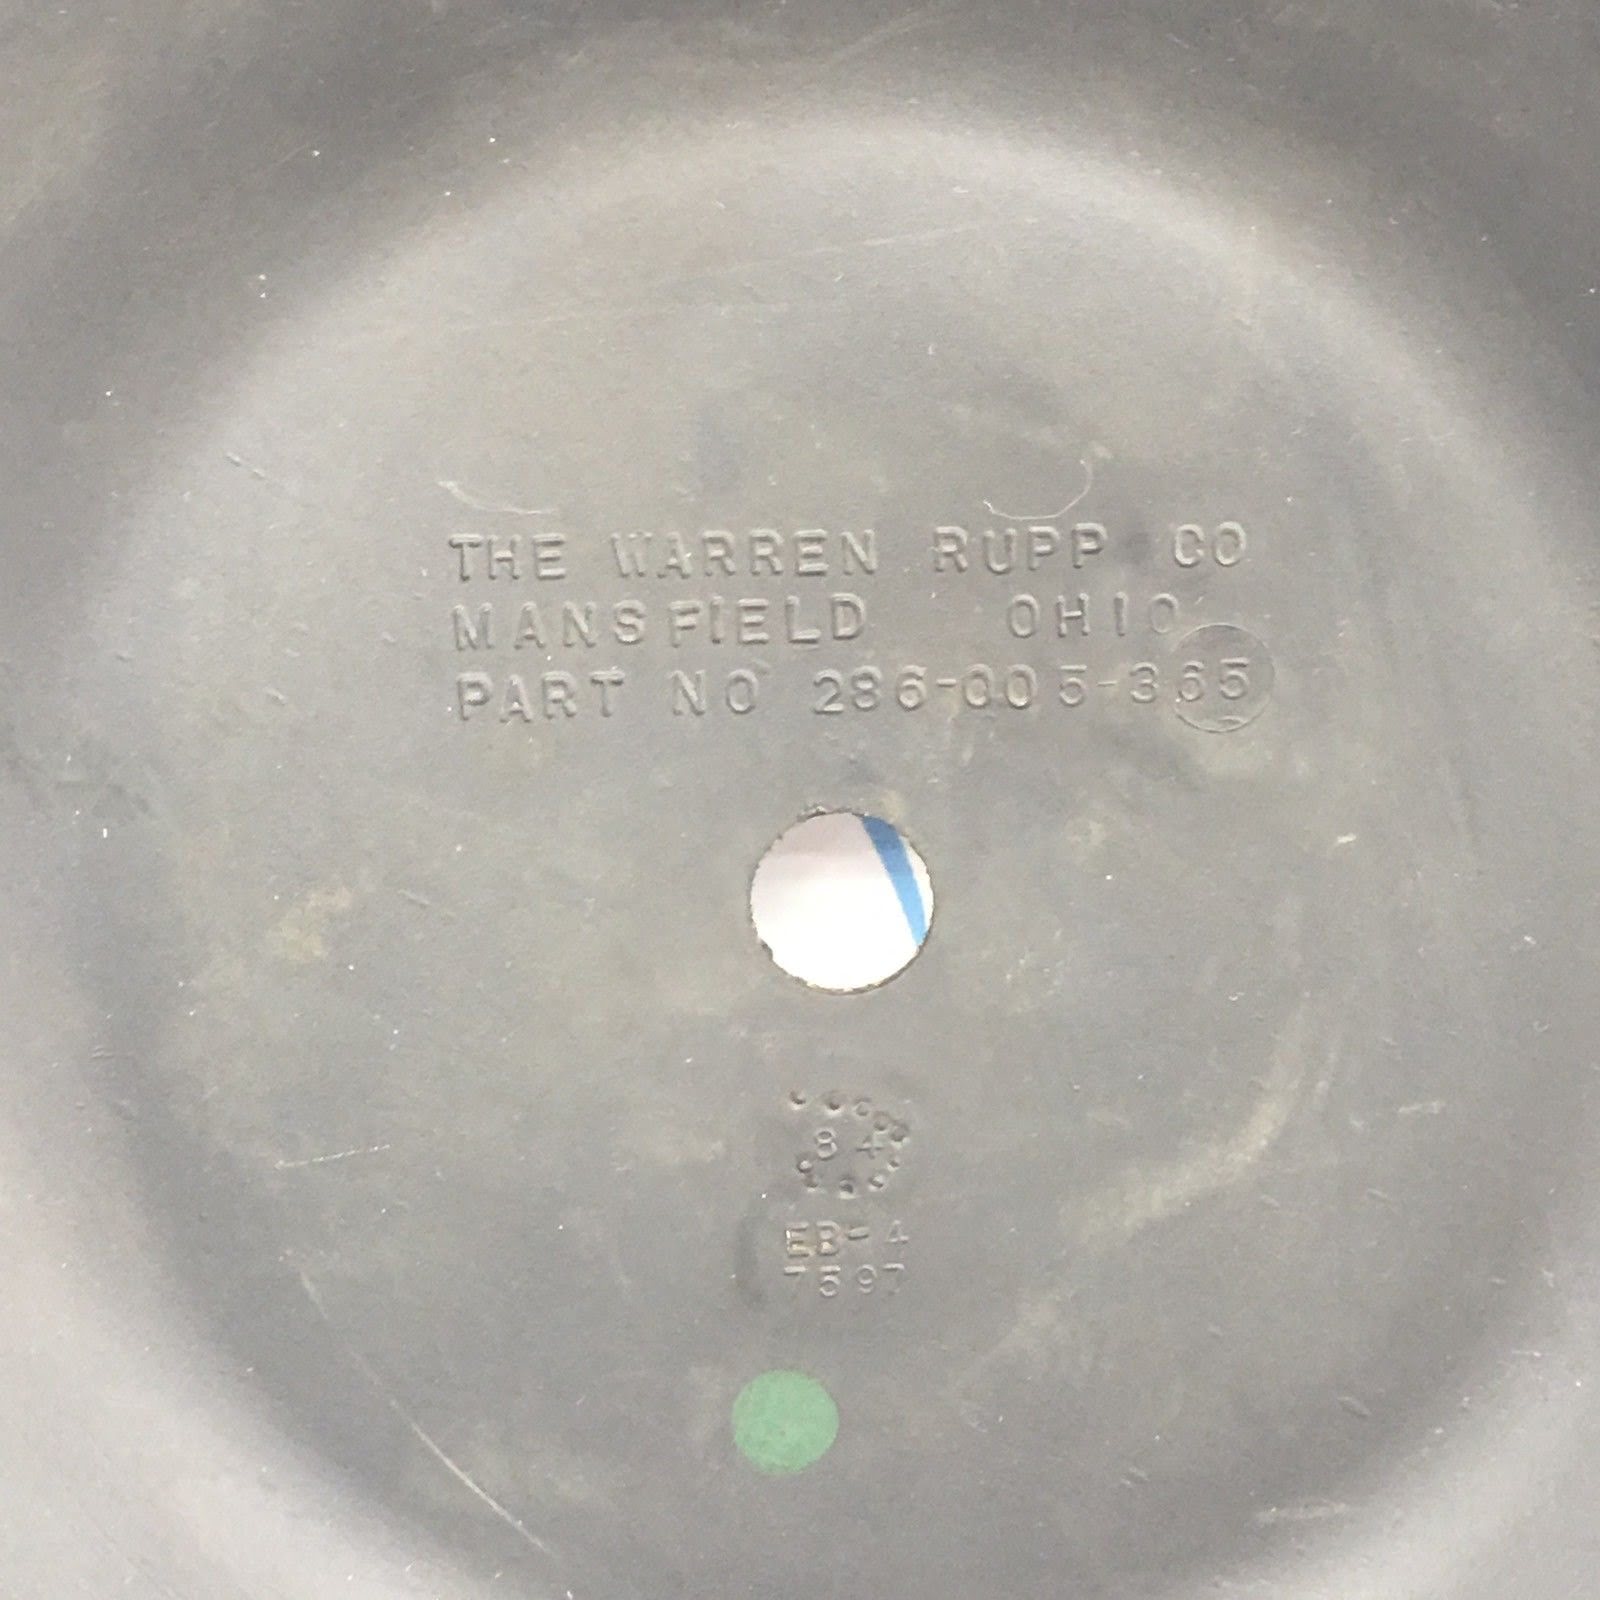 THE WARREN RUPP CO
MANSFIELD OHIO
PART NO 286-005-365
84
EB-4
7597